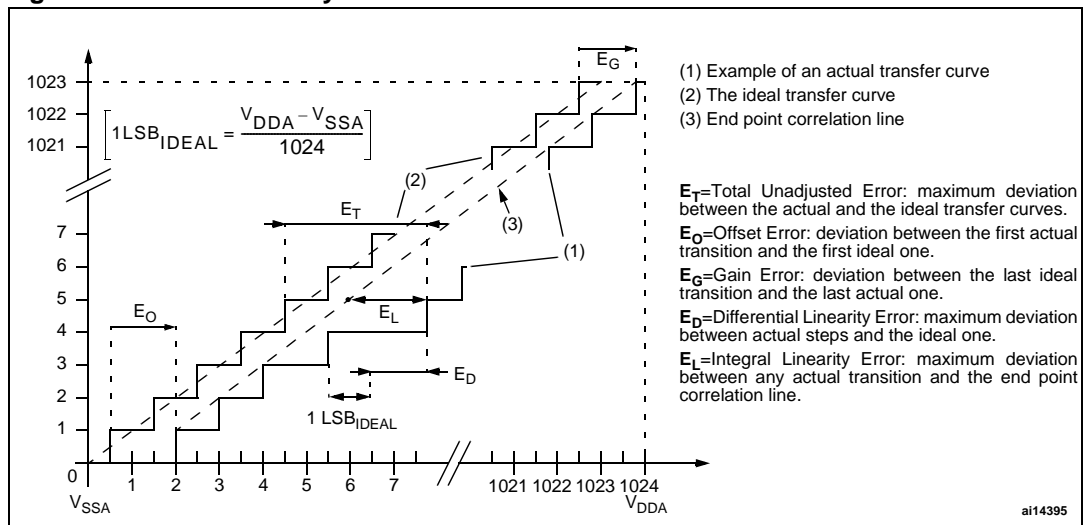 E_G
1023
1022
1021
[1LSB_IDEAL = (V_DDA – V_SSA) / 1024]
(2)
E_T
(3)
7
(1)
6
5
E_L
4
E_O
3
E_D
2
1 LSB_IDEAL
1
0
1 2 3 4 5 6 7 1021 1022 1023 1024
V_SSA
V_DDA
(1) Example of an actual transfer curve
(2) The ideal transfer curve
(3) End point correlation line
E_T=Total Unadjusted Error: maximum deviation
between the actual and the ideal transfer curves.
E_O=Offset Error: deviation between the first actual
transition and the first ideal one.
E_G=Gain Error: deviation between the last ideal
transition and the last actual one.
E_D=Differential Linearity Error: maximum deviation
between actual steps and the ideal one.
E_L=Integral Linearity Error: maximum deviation
between any actual transition and the end point
correlation line.
ai14395